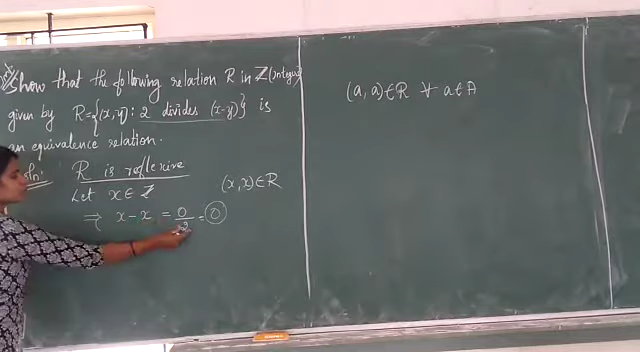 Show that the following relation R in Z (Integers)
given by R={(x,y): 2 divides (x-y)} is
an equivalence relation.
Soln:
R is reflexive
Let x∈Z
(x,x)∈R
⇒ x-x = 0/3 = 0
(a,a)∈R ∀ a∈A